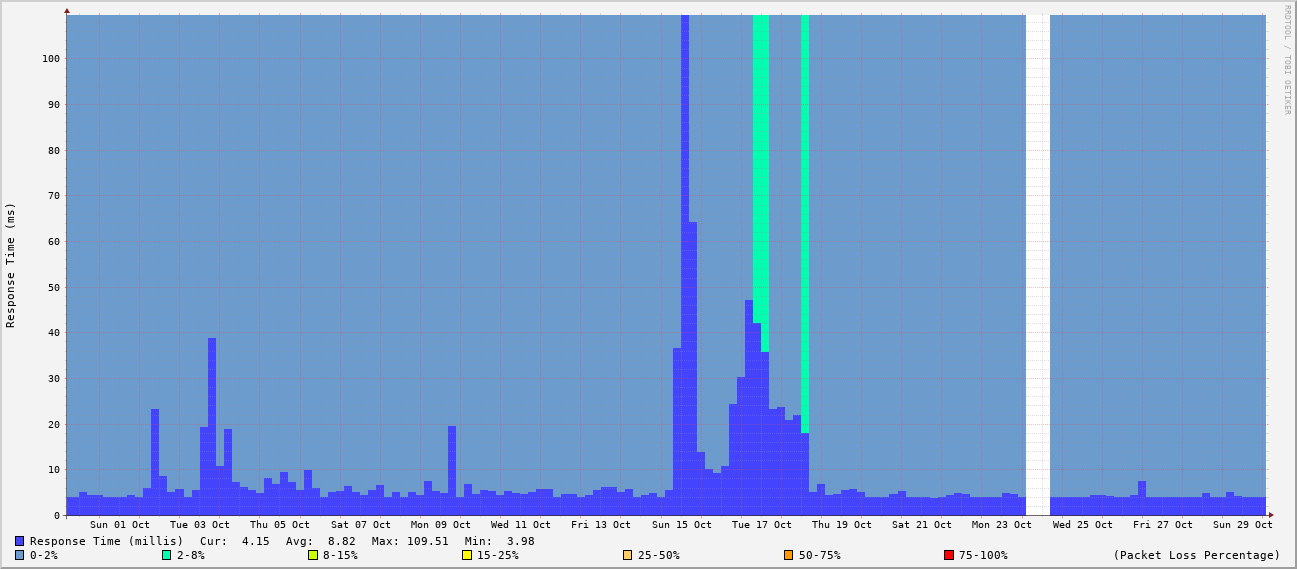 RRDTOOL / TOBI OETIKER
Response Time (ms)
100
90
80
70
60
50
40
30
20
10
0
Sun 01 Oct Tue 03 Oct Thu 05 Oct Sat 07 Oct Mon 09 Oct Wed 11 Oct Fri 13 Oct Sun 15 Oct Tue 17 Oct Thu 19 Oct Sat 21 Oct Mon 23 Oct Wed 25 Oct Fri 27 Oct Sun 29 Oct
Response Time (millis) Cur: 4.15 Avg: 8.82 Max: 109.51 Min: 3.98
0-2% 2-8% 8-15% 15-25% 25-50% 50-75% 75-100% (Packet Loss Percentage)